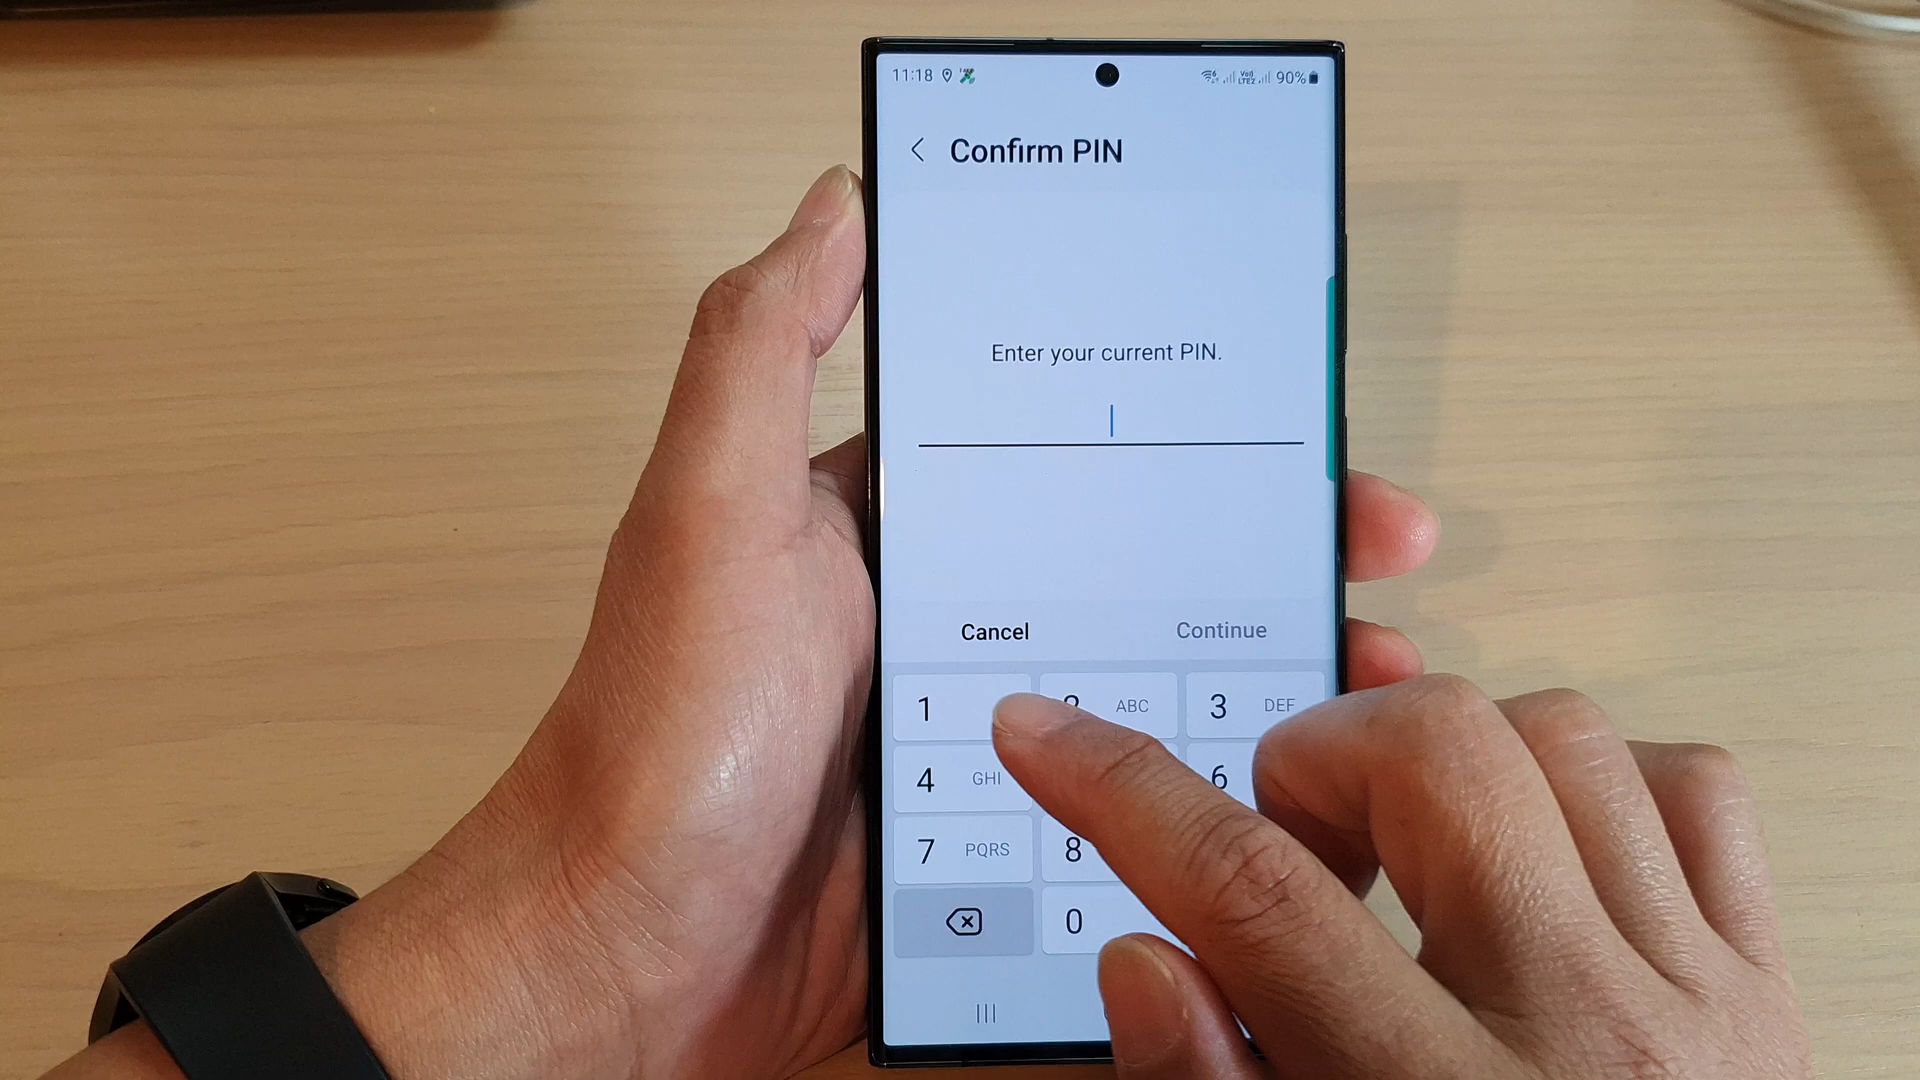 11:18 90%
Confirm PIN
Enter your current PIN.
Cancel Continue
1 ABC 3 DEF
4 GHI 6
7 PQRS 8
0